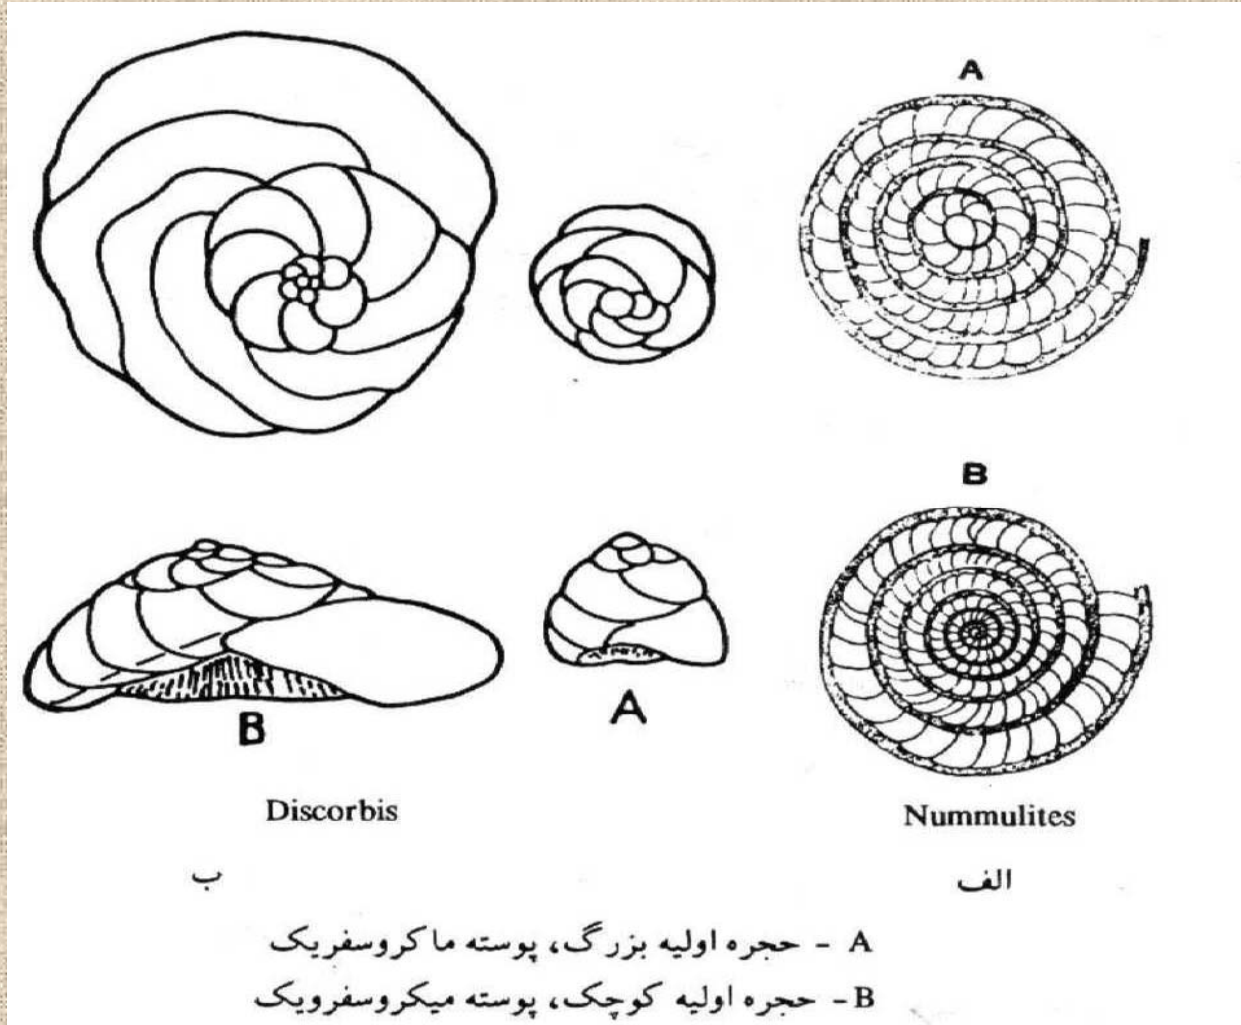 A
B
B
A
Discorbis
Nummulites
ب
الف
A - حجره اولیه بزرگ، پوسته ماکروسفریک
B- حجره اولیه کوچک، پوسته میکروسفرویک